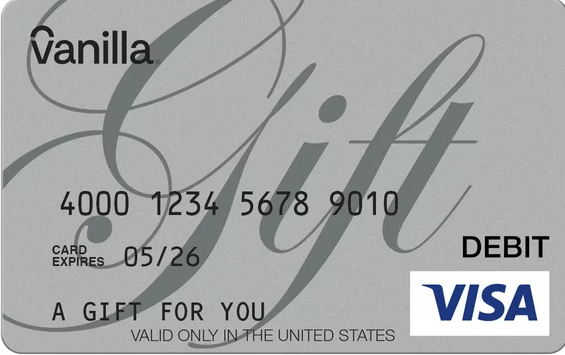 Vanilla
Gift
4000 1234 5678 9010
CARD
EXPIRES 05/26
DEBIT
VISA
A GIFT FOR YOU
VALID ONLY IN THE UNITED STATES